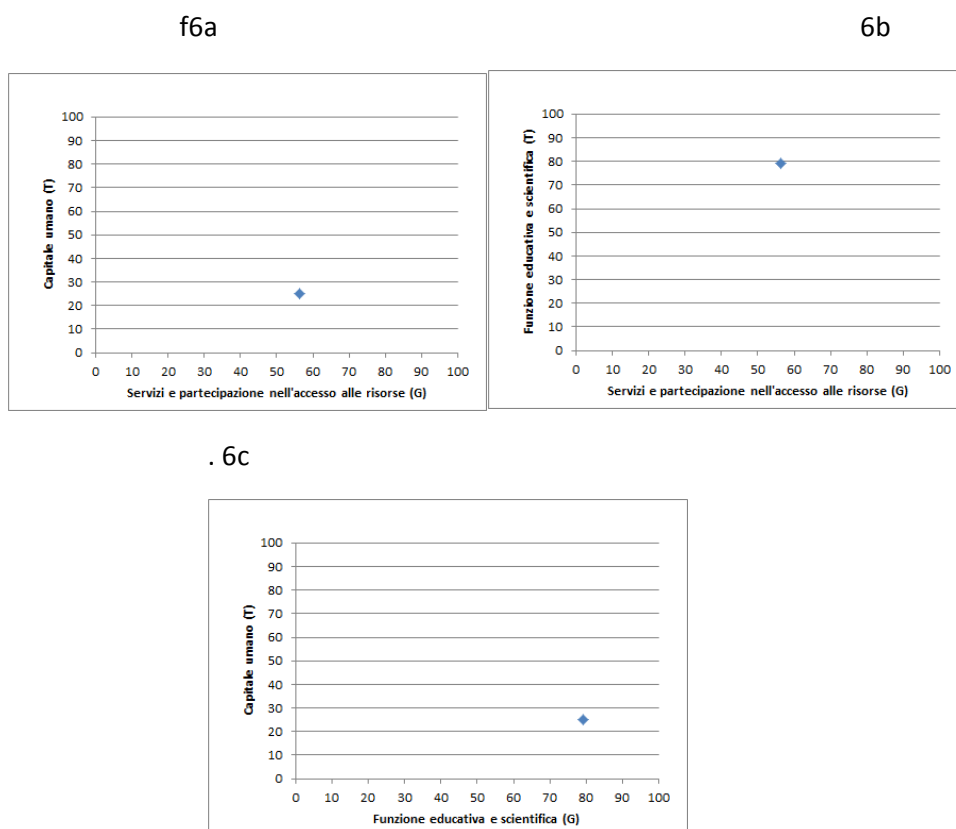 f6a
6b
Capitale umano (T)
100
90
80
70
60
50
40
30
20
10
0
0 10 20 30 40 50 60 70 80 90 100
Servizi e partecipazione nell'accesso alle risorse (G)
Funzione educativa e scientifica (T)
100
90
80
70
60
50
40
30
20
10
0
0 10 20 30 40 50 60 70 80 90 100
Servizi e partecipazione nell'accesso alle risorse (G)
. 6c
Capitale umano (T)
100
90
80
70
60
50
40
30
20
10
0
0 10 20 30 40 50 60 70 80 90 100
Funzione educativa e scientifica (G)